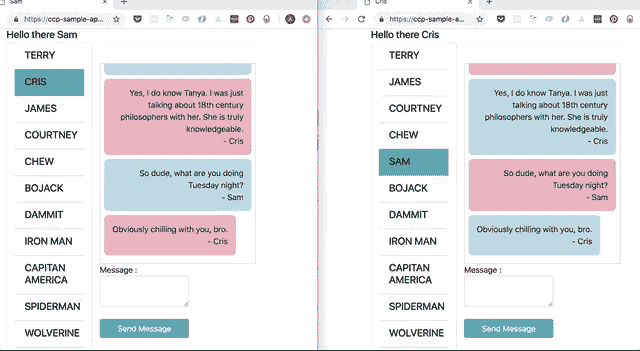 Sam
Cris
https://ccp-sample-ap...
https://ccp-sample-a...
Hello there Sam
TERRY
CRIS
JAMES
COURTNEY
CHEW
BOJACK
DAMMIT
IRON MAN
CAPITAN
AMERICA
SPIDERMAN
WOLVERINE
Yes, I do know Tanya. I was just
talking about 18th century
philosophers with her. She is truly
knowledgeable.
- Cris
So dude, what are you doing
Tuesday night?
- Sam
Obviously chilling with you, bro.
- Cris
Message :
Send Message
Hello there Cris
TERRY
JAMES
COURTNEY
CHEW
SAM
BOJACK
DAMMIT
IRON MAN
CAPITAN
AMERICA
SPIDERMAN
WOLVERINE
Yes, I do know Tanya. I was just
talking about 18th century
philosophers with her. She is truly
knowledgeable.
- Cris
So dude, what are you doing
Tuesday night?
- Sam
Obviously chilling with you, bro.
- Cris
Message :
Send Message